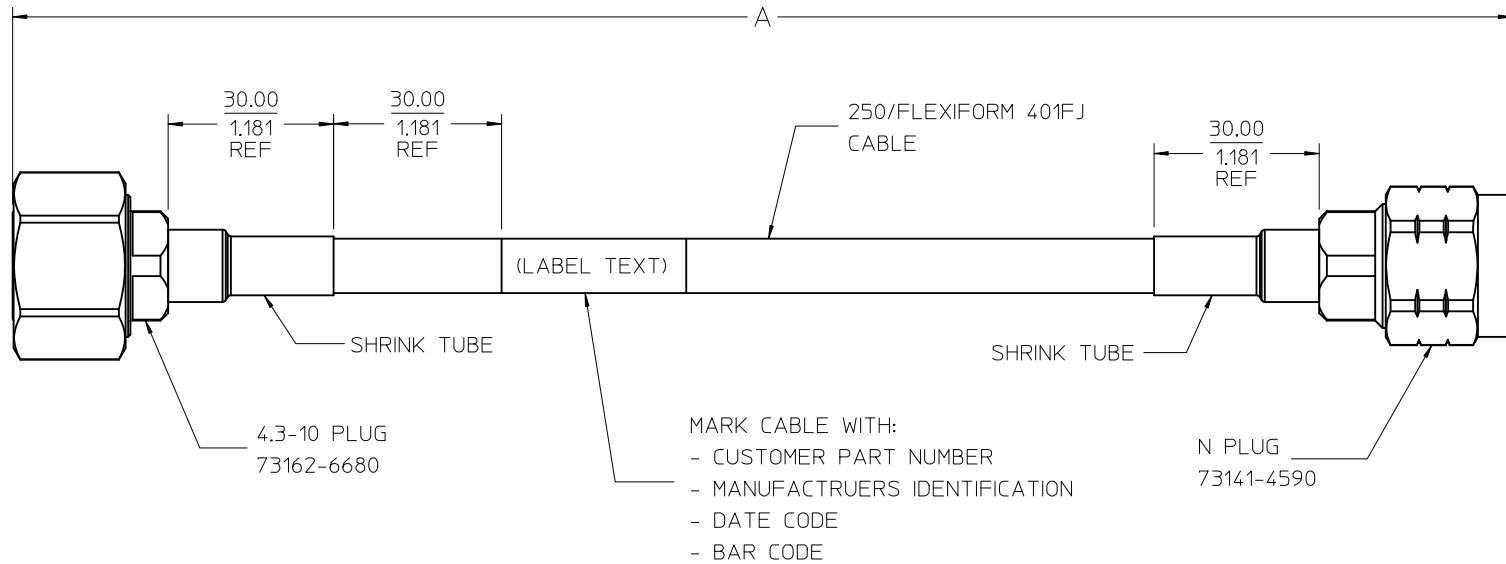 A
30.00
1.181
REF
30.00
1.181
REF
250/FLEXIFORM 401FJ
CABLE
30.00
1.181
REF
(LABEL TEXT)
SHRINK TUBE
SHRINK TUBE
4.3-10 PLUG
73162-6680
MARK CABLE WITH:
- CUSTOMER PART NUMBER
- MANUFACTRUERS IDENTIFICATION
- DATE CODE
- BAR CODE
N PLUG
73141-4590